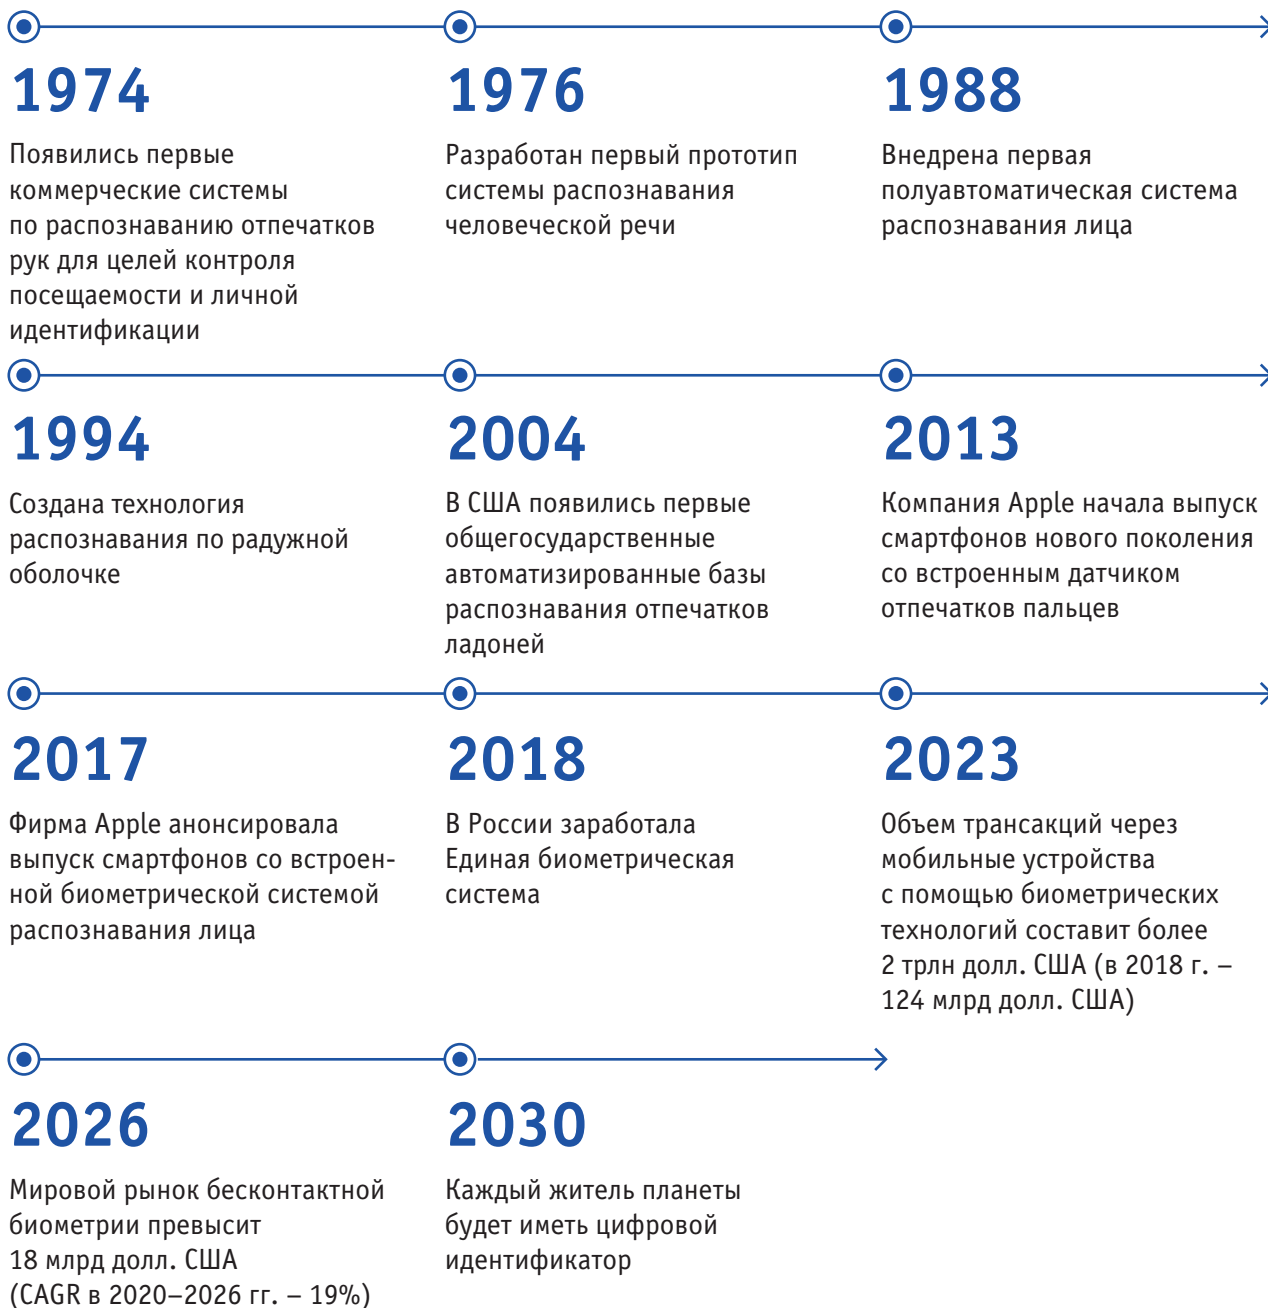 1974
Появились первые
коммерческие системы
по распознаванию отпечатков
рук для целей контроля
посещаемости и личной
идентификации
1976
Разработан первый прототип
системы распознавания
человеческой речи
1988
Внедрена первая
полуавтоматическая система
распознавания лица
1994
Создана технология
распознавания по радужной
оболочке
2004
В США появились первые
общегосударственные
автоматизированные базы
распознавания отпечатков
ладоней
2013
Компания Apple начала выпуск
смартфонов нового поколения
со встроенным датчиком
отпечатков пальцев
2017
Фирма Apple анонсировала
выпуск смартфонов со встроен-
ной биометрической системой
распознавания лица
2018
В России заработала
Единая биометрическая
система
2023
Объем трансакций через
мобильные устройства
с помощью биометрических
технологий составит более
2 трлн долл. США (в 2018 г. –
124 млрд долл. США)
2026
Мировой рынок бесконтактной
биометрии превысит
18 млрд долл. США
(CAGR в 2020–2026 гг. – 19%)
2030
Каждый житель планеты
будет иметь цифровой
идентификатор